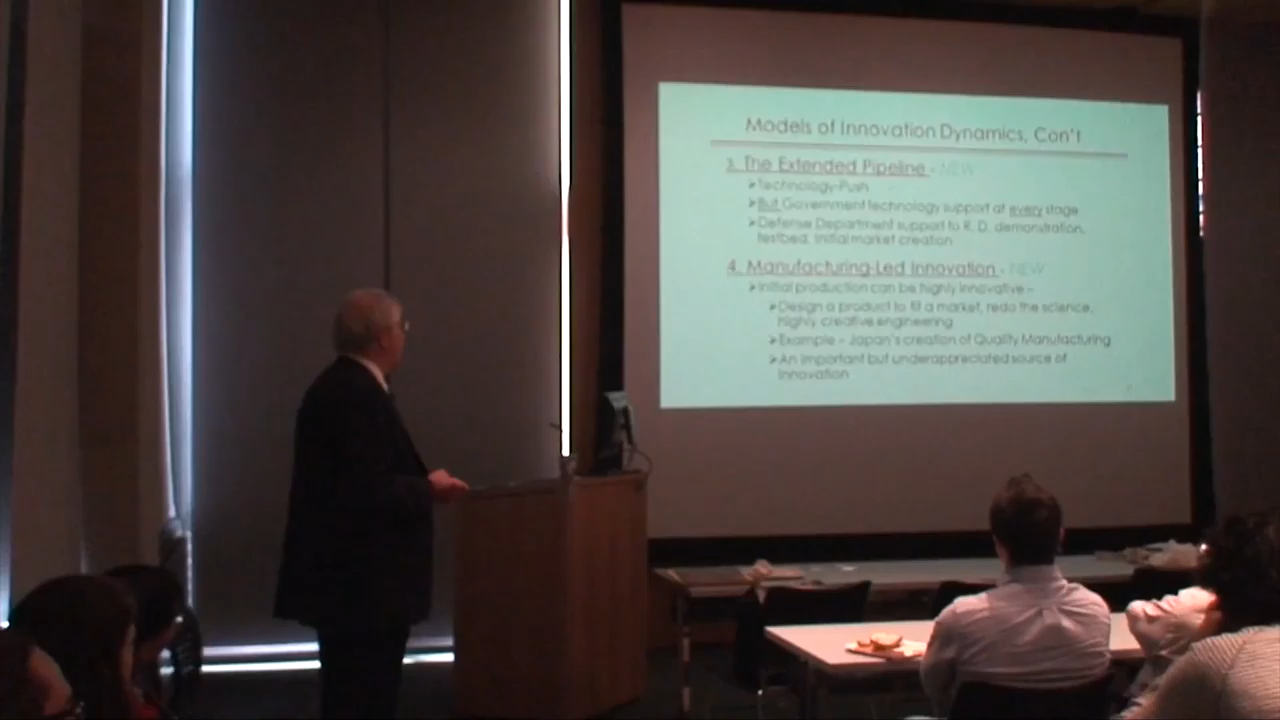 Models of Innovation Dynamics, Con't
3. The Extended Pipeline - NEW
➢Technology-Push
➢But Government technology support at every stage
➢Defense Department support to R, D, demonstration,
testbed, initial market creation
4. Manufacturing-Led Innovation - NEW
➢Initial production can be highly innovative –
➢Design a product to fit a market, redo the science,
highly creative engineering
➢Example – Japan's creation of Quality Manufacturing
➢An important but underappreciated source of
innovation